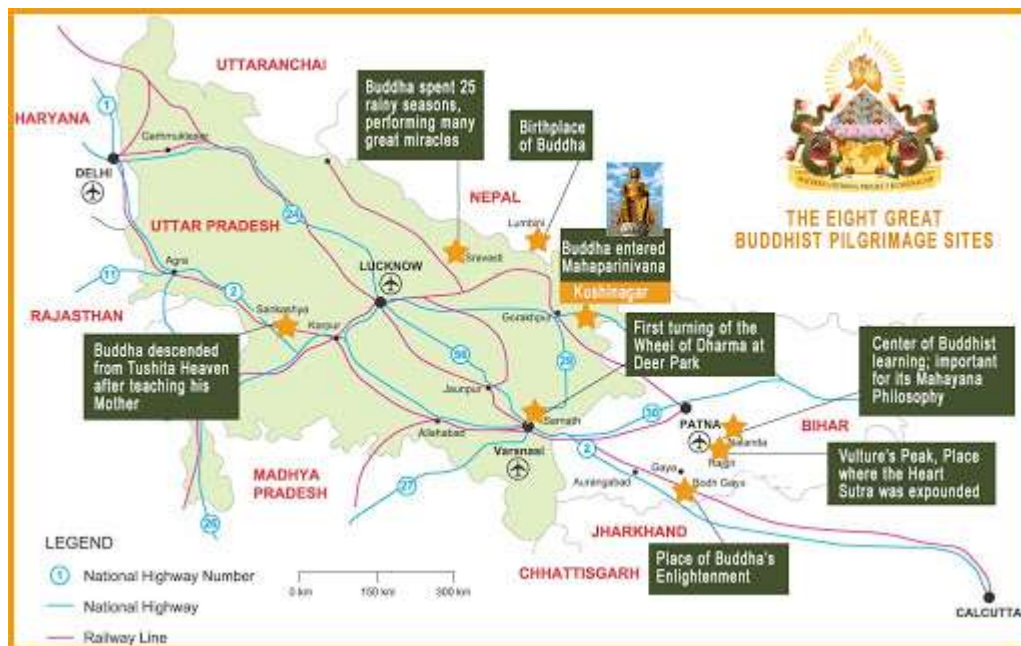 UTTARANCHAI
HARYANA
1
Garhmukteser
DELHI
Buddha spent 25
rainy seasons,
performing many
great miracles
Birthplace
of Buddha
NEPAL
Lumbini
THE EIGHT GREAT
BUDDHIST PILGRIMAGE SITES
UTTAR PRADESH
24
Sravasti
Buddha entered
Mahaparinivana
Kushinagar
11
Agra
2
LUCKNOW
RAJASTHAN
Sankashya
Kanpur
Gorakhpur
Buddha descended
from Tushita Heaven
after teaching his
Mother
First turning of the
Wheel of Dharma at
Deer Park
Center of Buddhist
learning; important
for its Mahayana
Philosophy
56
29
Jaunpur
Sarnath
30
Allahabad
Varanasi
2
PATNA
Nalanda
Rajgir
BIHAR
Vulture's Peak, Place
where the Heart
Sutra was expounded
MADHYA
PRADESH
27
26
Aurangabad
Gaya
Bodh Gaya
JHARKHAND
CHHATTISGARH
Place of Buddha's
Enlightenment
CALCUTTA
LEGEND
1 National Highway Number
National Highway
Railway Line
0 km 150 km 300 km